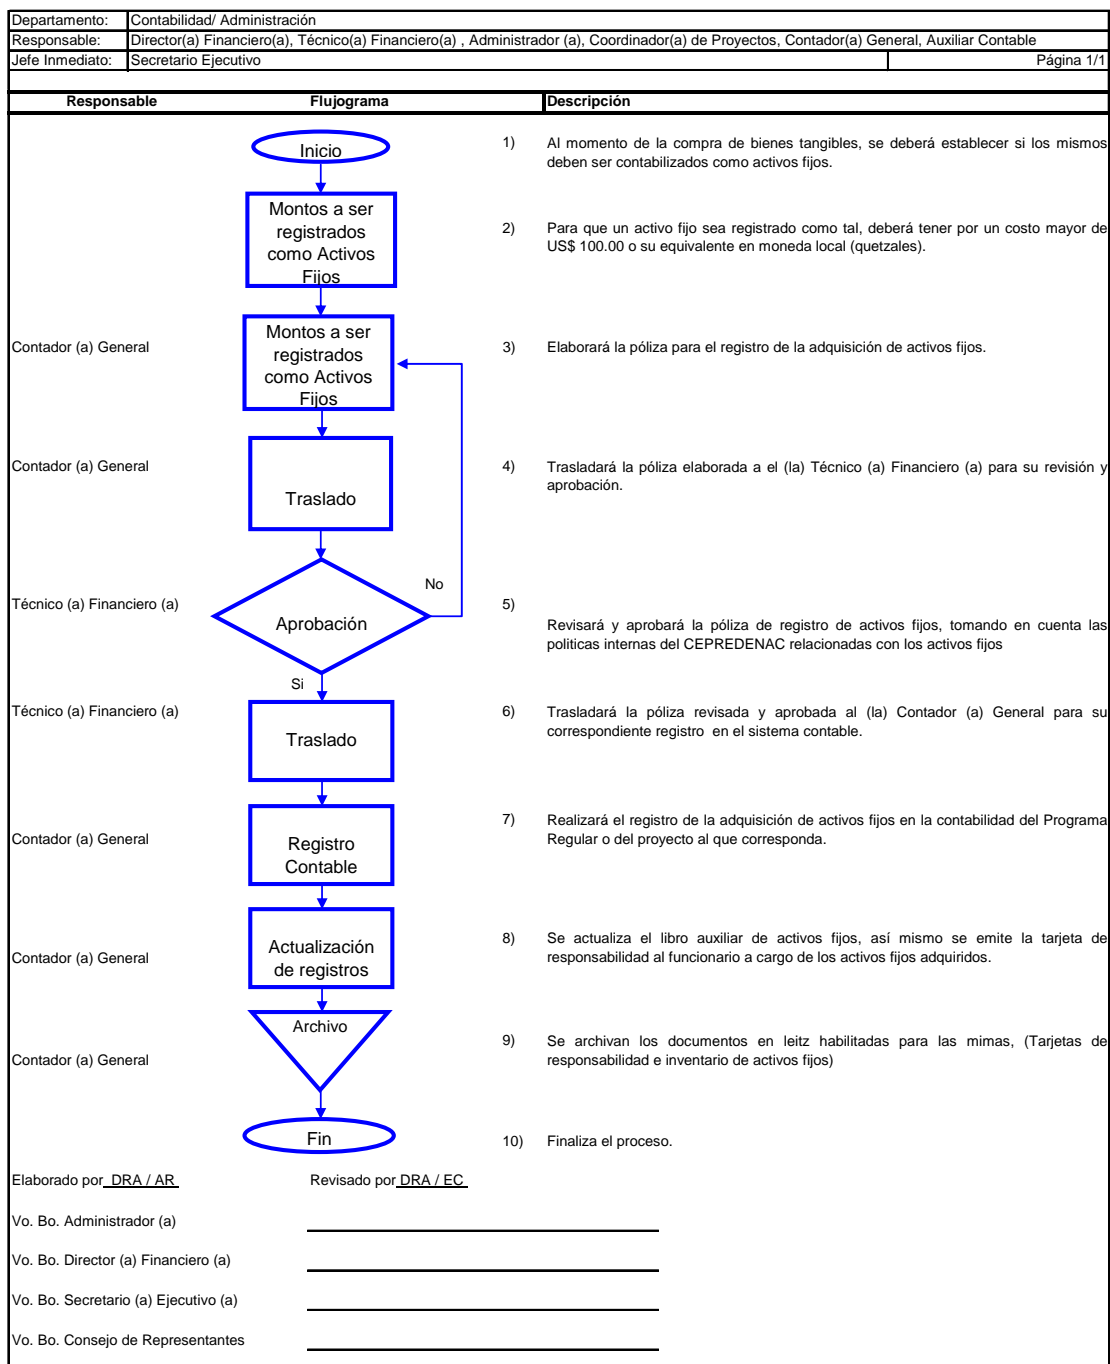 Departamento: Contabilidad/ Administración
Responsable: Director(a) Financiero(a), Técnico(a) Financiero(a) , Administrador (a), Coordinador(a) de Proyectos, Contador(a) General, Auxiliar Contable
Jefe Inmediato: Secretario Ejecutivo Página 1/1
Responsable Flujograma Descripción
Inicio
1) Al momento de la compra de bienes tangibles, se deberá establecer si los mismos
deben ser contabilizados como activos fijos.
Montos a ser
registrados
como Activos
Fijos
2) Para que un activo fijo sea registrado como tal, deberá tener por un costo mayor de
US$ 100.00 o su equivalente en moneda local (quetzales).
Contador (a) General
Montos a ser
registrados
como Activos
Fijos
3) Elaborará la póliza para el registro de la adquisición de activos fijos.
Contador (a) General
Traslado
4) Trasladará la póliza elaborada a el (la) Técnico (a) Financiero (a) para su revisión y
aprobación.
No
Técnico (a) Financiero (a)
Aprobación
5)
Revisará y aprobará la póliza de registro de activos fijos, tomando en cuenta las
politicas internas del CEPREDENAC relacionadas con los activos fijos
Si
Técnico (a) Financiero (a)
Traslado
6) Trasladará la póliza revisada y aprobada al (la) Contador (a) General para su
correspondiente registro en el sistema contable.
Contador (a) General
Registro
Contable
7) Realizará el registro de la adquisición de activos fijos en la contabilidad del Programa
Regular o del proyecto al que corresponda.
Contador (a) General
Actualización
de registros
8) Se actualiza el libro auxiliar de activos fijos, así mismo se emite la tarjeta de
responsabilidad al funcionario a cargo de los activos fijos adquiridos.
Contador (a) General
Archivo
9) Se archivan los documentos en leitz habilitadas para las mimas, (Tarjetas de
responsabilidad e inventario de activos fijos)
Fin
10) Finaliza el proceso.
Elaborado por DRA / AR Revisado por DRA / EC
Vo. Bo. Administrador (a)
Vo. Bo. Director (a) Financiero (a)
Vo. Bo. Secretario (a) Ejecutivo (a)
Vo. Bo. Consejo de Representantes